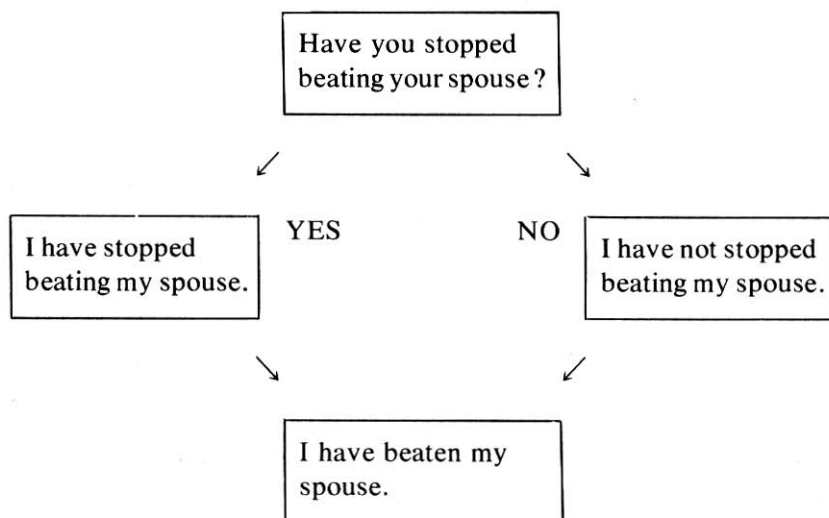 Have you stopped
beating your spouse?
YES
NO
I have stopped
beating my spouse.
I have not stopped
beating my spouse.
I have beaten my
spouse.